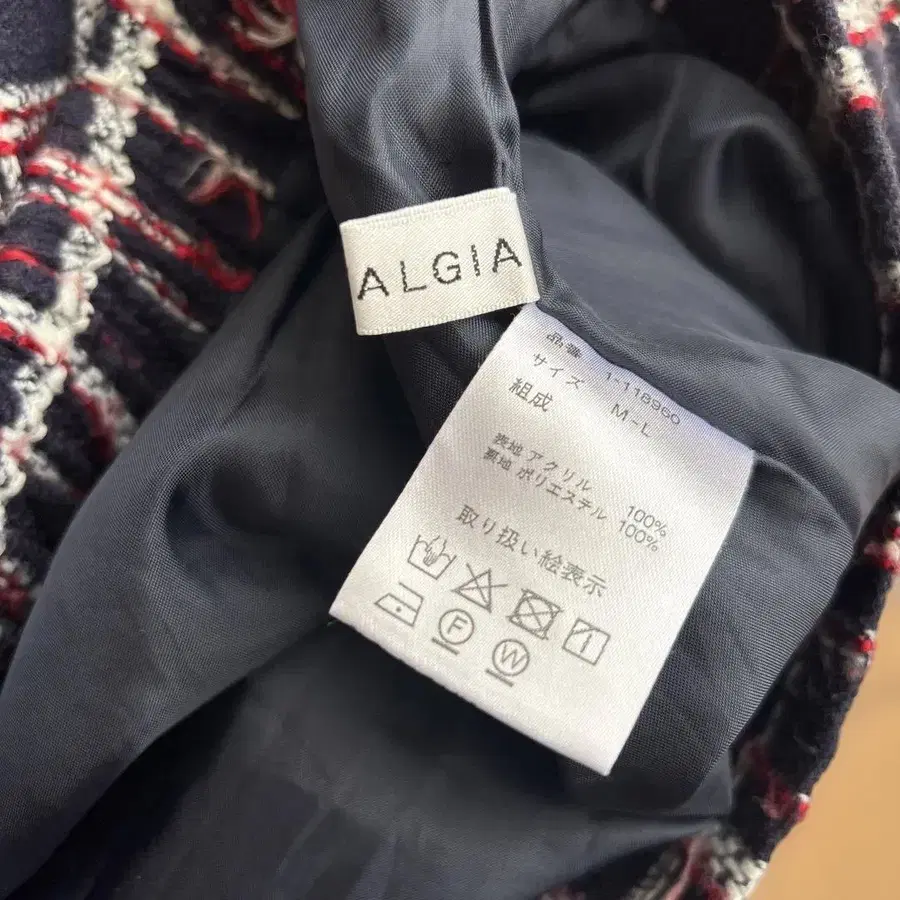 ALGIA
品番 1-118960
サイズ M-L
組成
表地 アクリル 100%
裏地 ポリエステル 100%
取り扱い絵表示
F
W